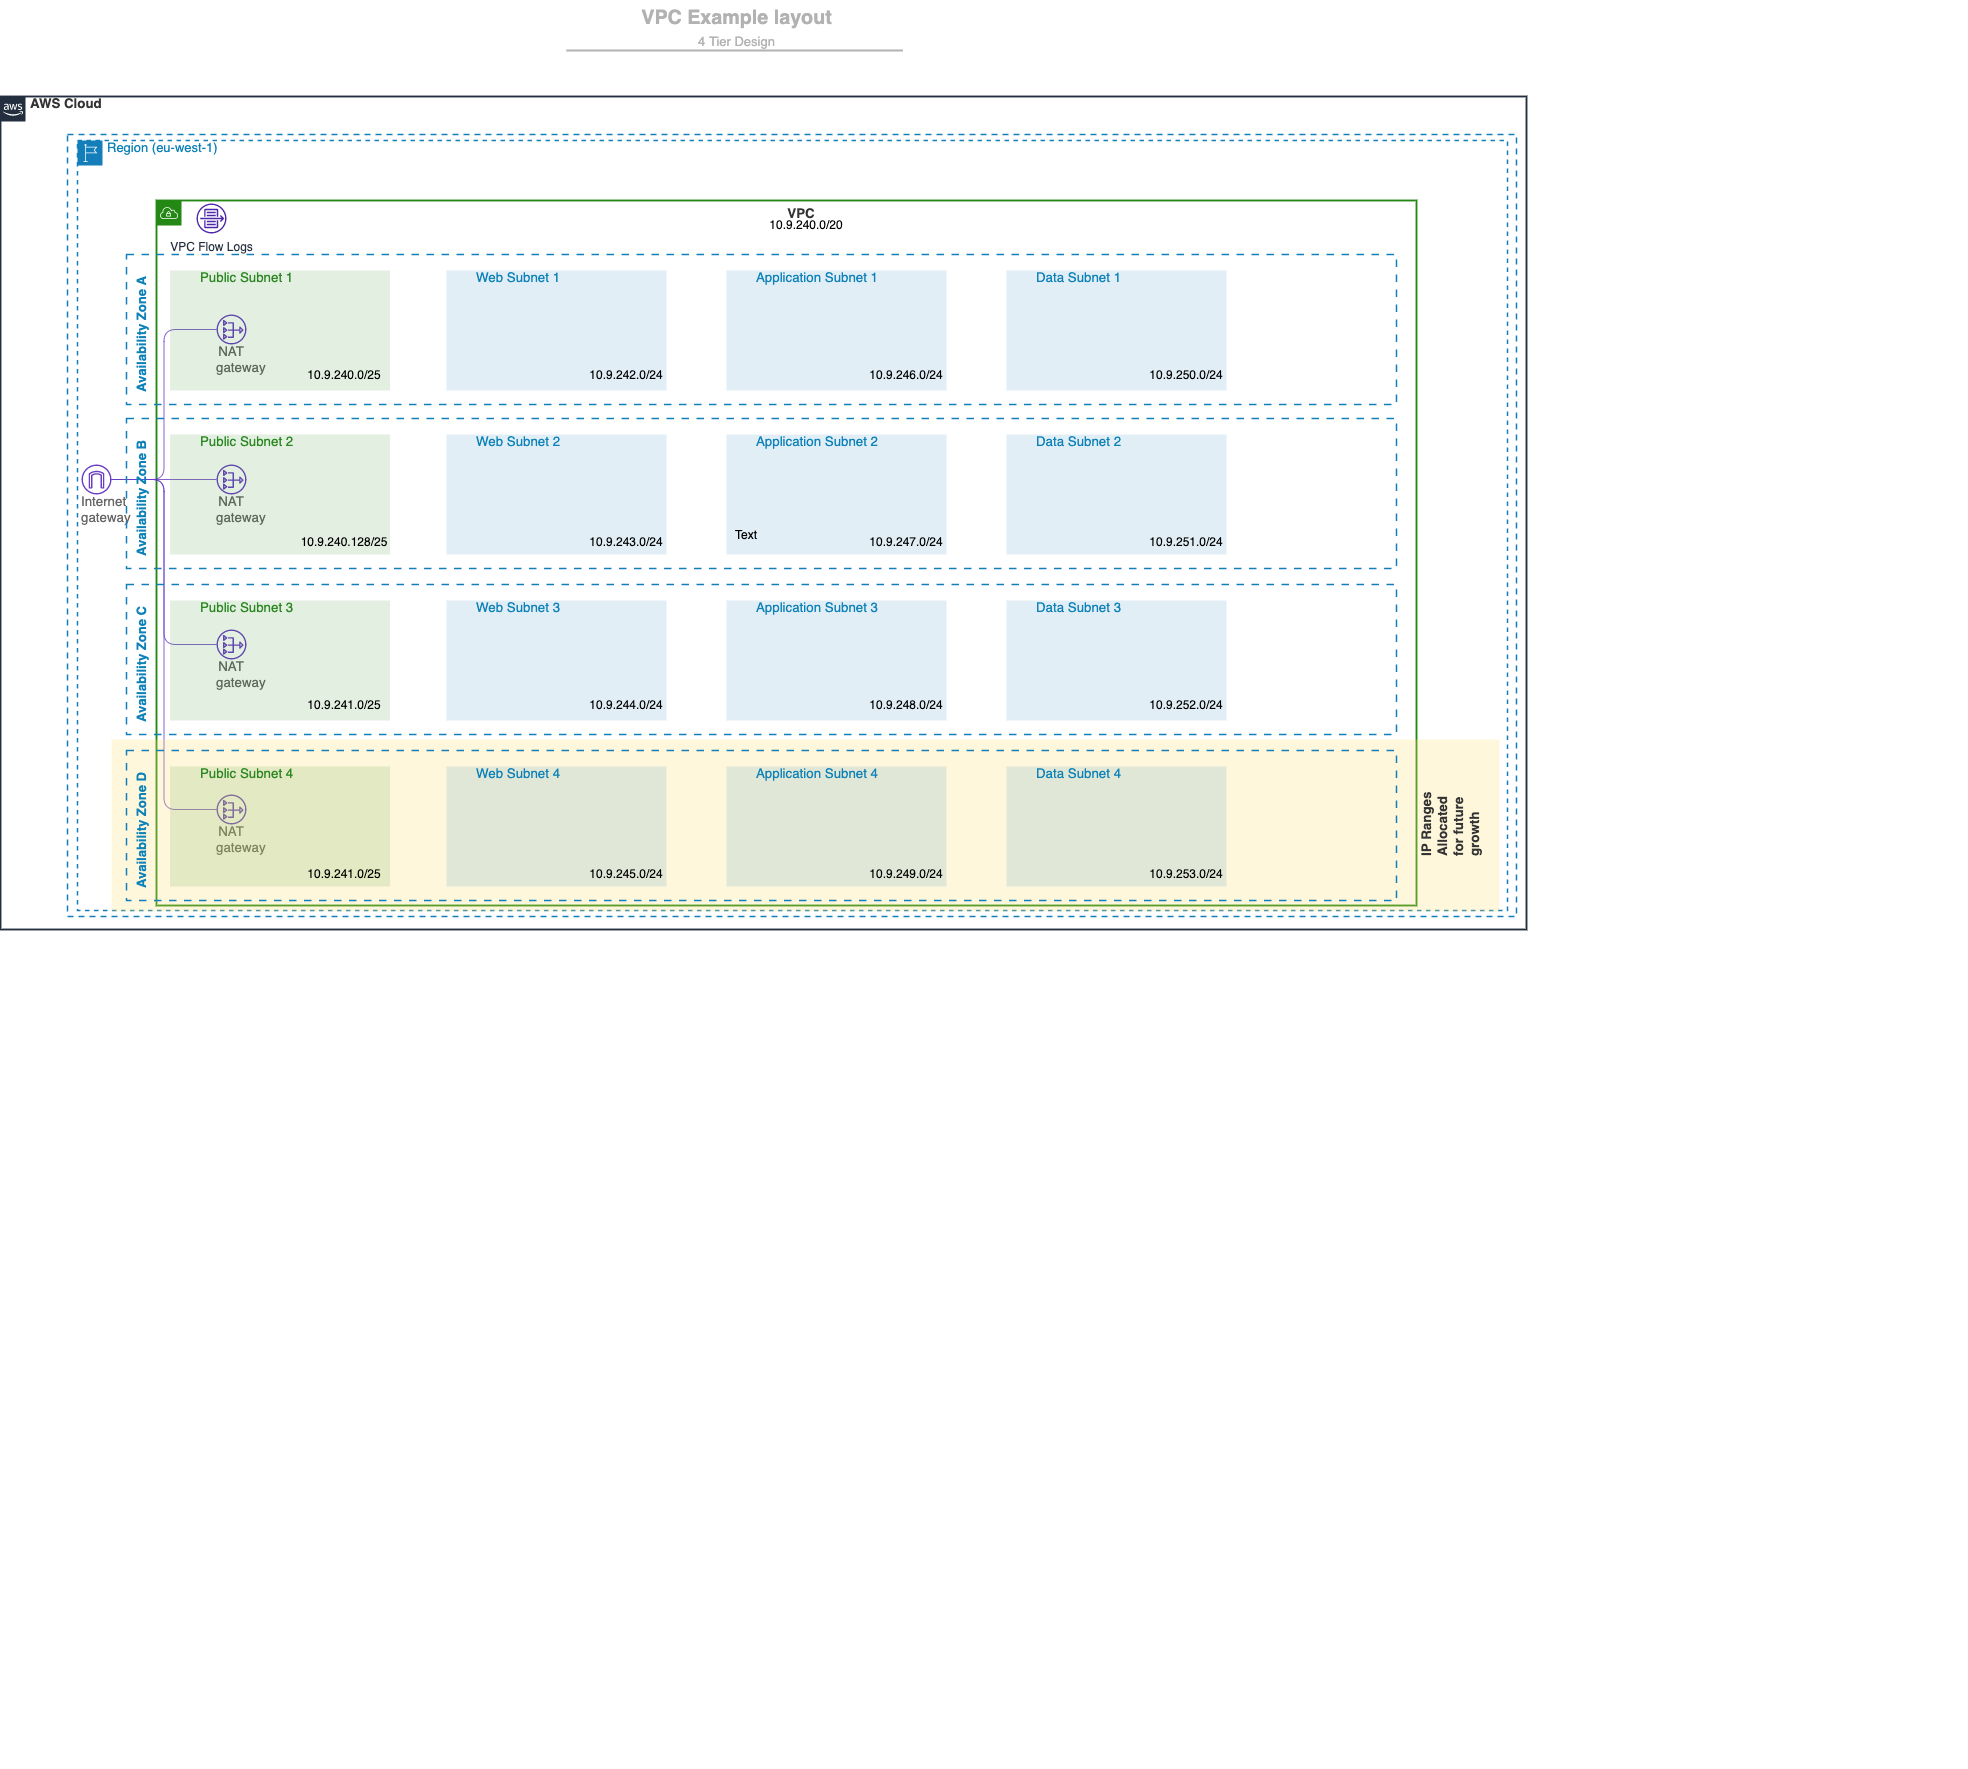 VPC Example layout
4 Tier Design
aws
AWS Cloud
Region (eu-west-1)
VPC
10.9.240.0/20
VPC Flow Logs
Availability Zone A
Public Subnet 1
NAT
gateway
10.9.240.0/25
Web Subnet 1
10.9.242.0/24
Application Subnet 1
10.9.246.0/24
Data Subnet 1
10.9.250.0/24
Internet
gateway
Availability Zone B
Public Subnet 2
NAT
gateway
10.9.240.128/25
Web Subnet 2
10.9.243.0/24
Application Subnet 2
Text
10.9.247.0/24
Data Subnet 2
10.9.251.0/24
Availability Zone C
Public Subnet 3
NAT
gateway
10.9.241.0/25
Web Subnet 3
10.9.244.0/24
Application Subnet 3
10.9.248.0/24
Data Subnet 3
10.9.252.0/24
Availability Zone D
Public Subnet 4
NAT
gateway
10.9.241.0/25
Web Subnet 4
10.9.245.0/24
Application Subnet 4
10.9.249.0/24
Data Subnet 4
10.9.253.0/24
IP Ranges
Allocated
for future
growth